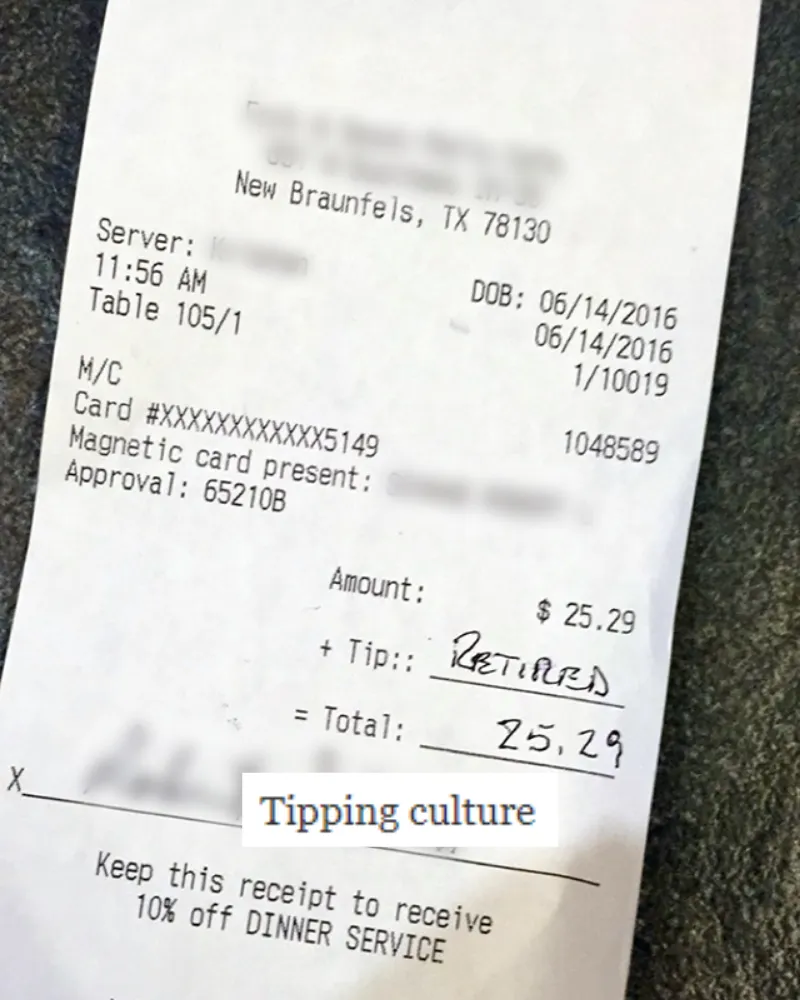 New Braunfels, TX 78130
Server:
11:56 AM
DOB: 06/14/2016
Table 105/1
06/14/2016
1/10019
M/C
Card #XXXXXXXXXXXX5149
1048589
Magnetic card present:
Approval: 65210B
Amount: $ 25.29
+ Tip:: RETIRED
= Total: 25.29
X
Tipping culture
Keep this receipt to receive
10% off DINNER SERVICE